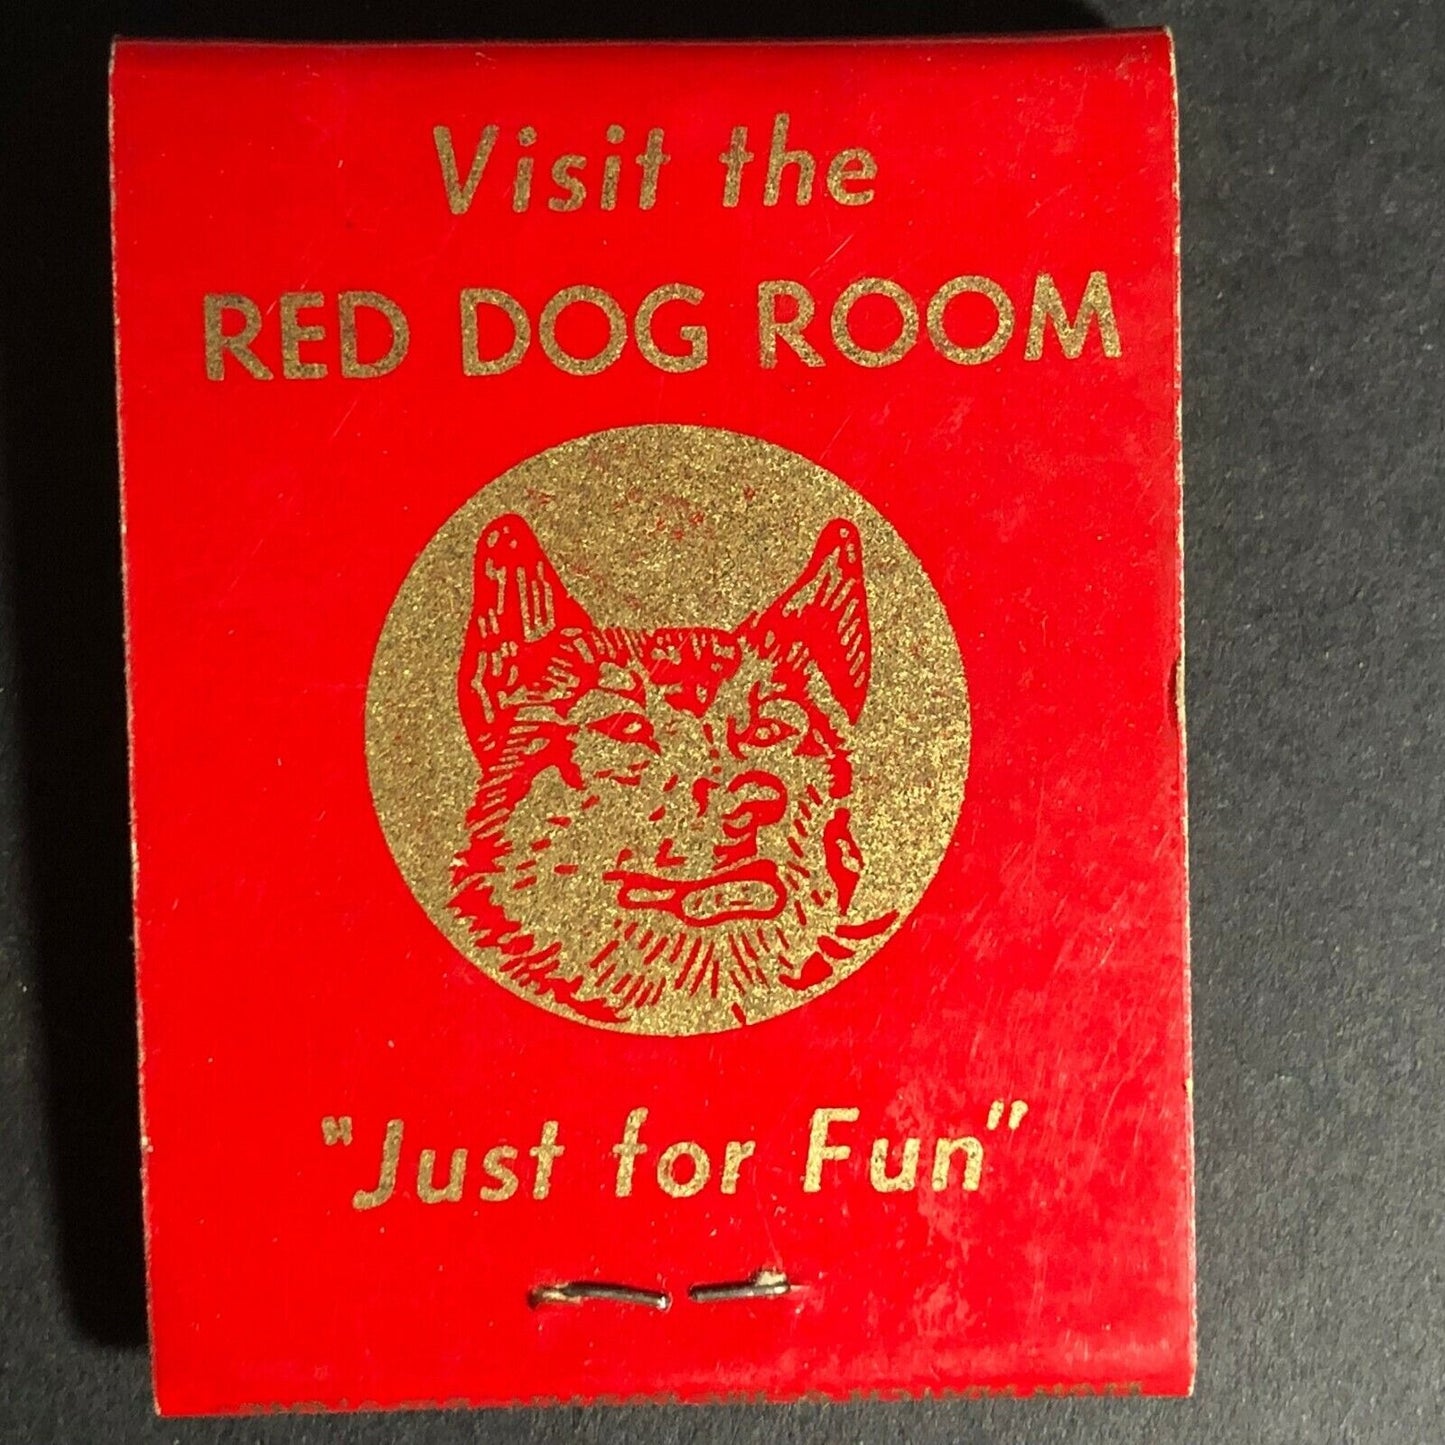 Visit the
RED DOG ROOM
"Just for Fun"